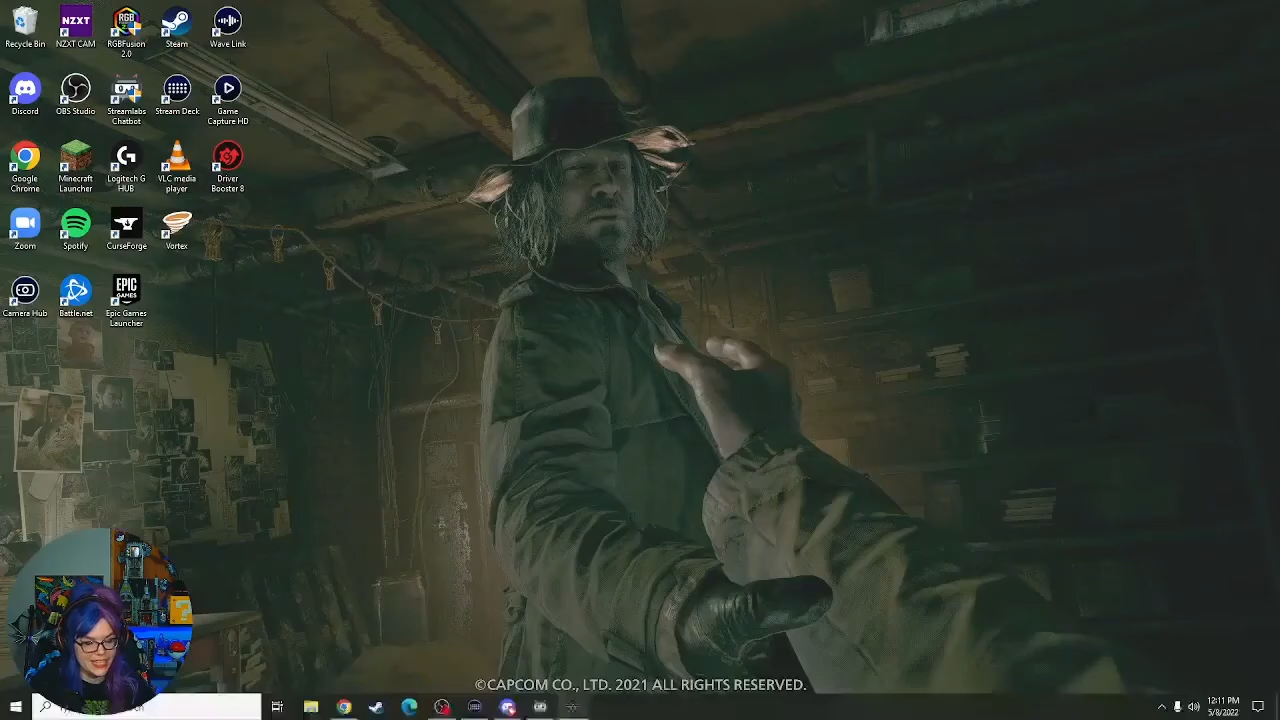 Recycle Bin
NZXT CAM
RGBFusion 2.0
Steam
Wave Link
Discord
OBS Studio
Streamlabs Chatbot
Stream Deck
Game Capture HD
Google Chrome
Minecraft Launcher
Logitech G HUB
VLC media player
Driver Booster 8
Zoom
Spotify
CurseForge
Vortex
Camera Hub
Battle.net
Epic Games Launcher
NZXT
RGB
EPIC
GAMES
©CAPCOM CO., LTD. 2021 ALL RIGHTS RESERVED.
12:11 PM
5/8/2022